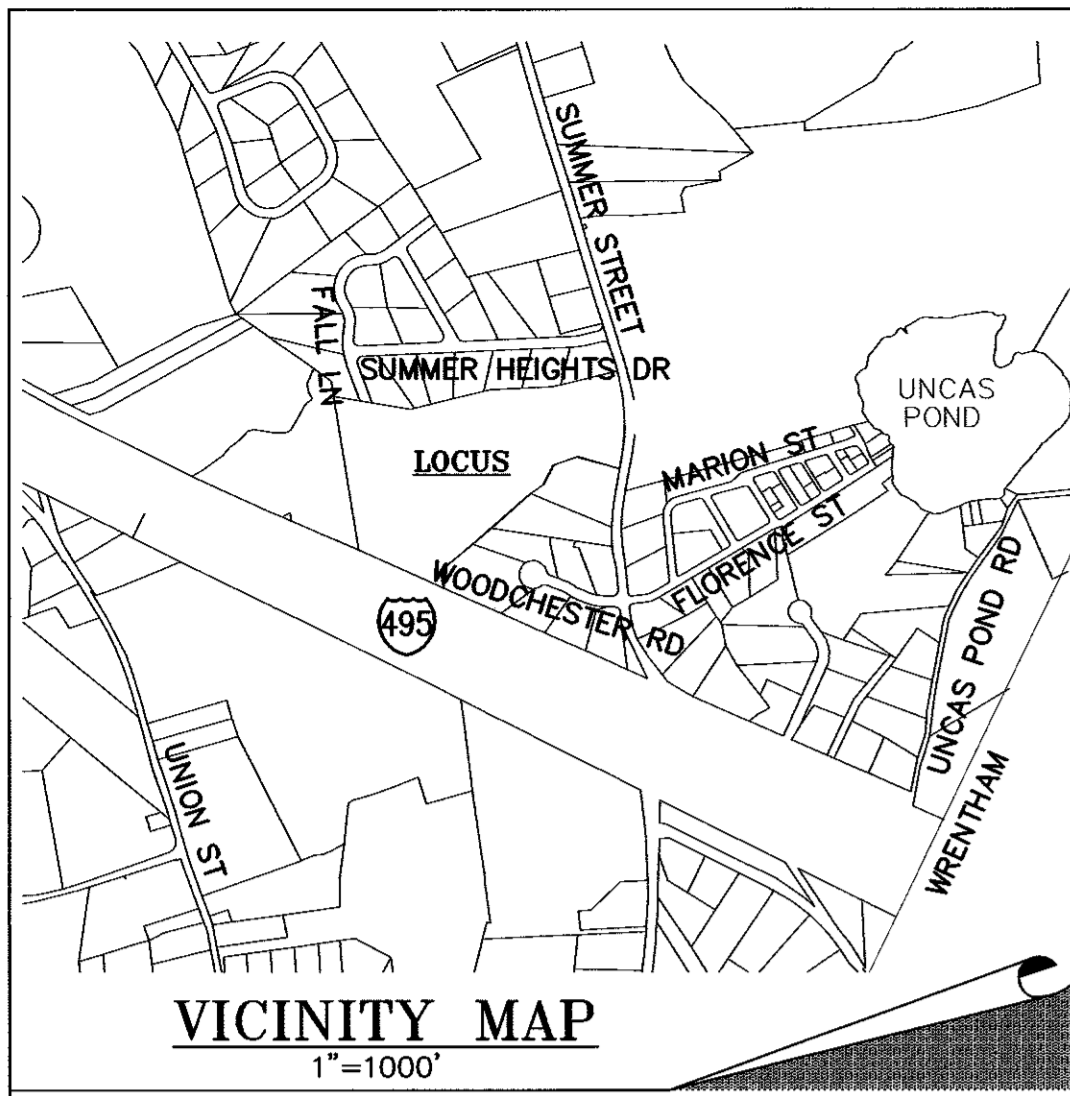 SUMMER STREET
FALL LN
SUMMER HEIGHTS DR
UNCAS
POND
LOCUS
MARION ST
FLORENCE ST
WOODCHESTER RD
495
UNCAS POND RD
UNION ST
WRENTHAM
VICINITY MAP
1"=1000'